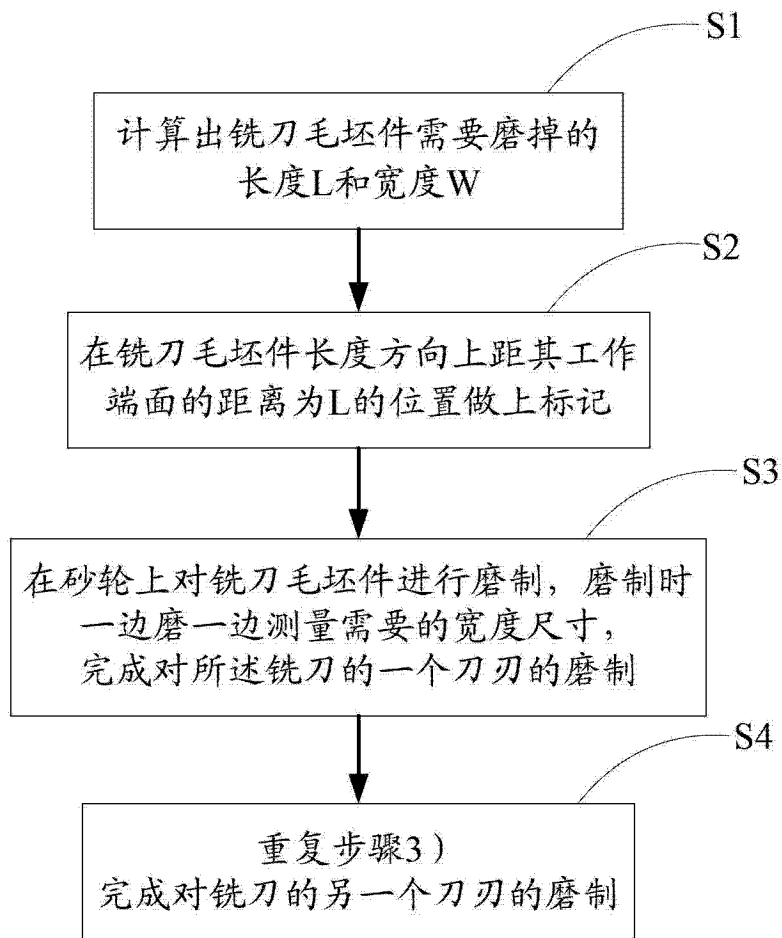 S1
计算出铣刀毛坯件需要磨掉的
长度L和宽度W
S2
在铣刀毛坯件长度方向上距其工作
端面的距离为L的位置做上标记
S3
在砂轮上对铣刀毛坯件进行磨制，磨制时
一边磨一边测量需要的宽度尺寸，
完成对所述铣刀的一个刀刃的磨制
S4
重复步骤3）
完成对铣刀的另一个刀刃的磨制